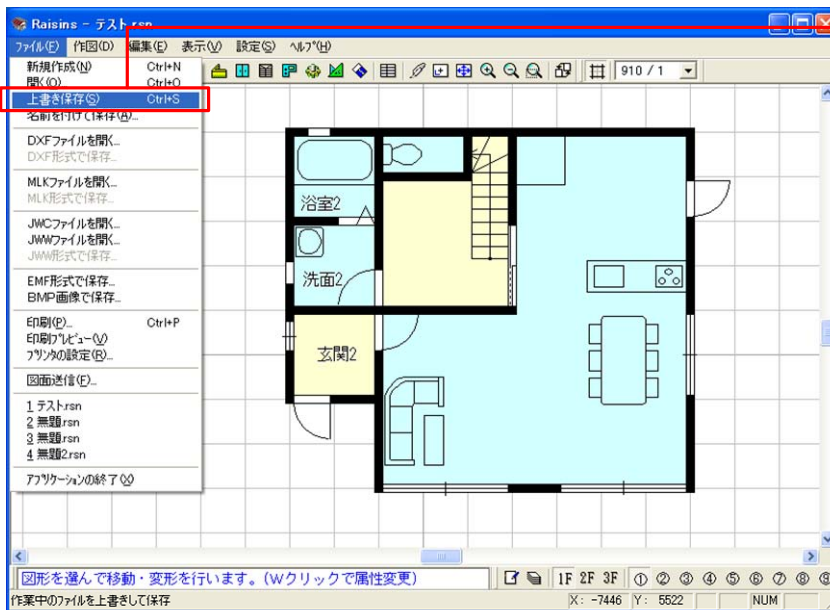 Raisins - テスト.rsn
ファイル(F) 作図(D) 編集(E) 表示(V) 設定(S) ヘルプ(H)
新規作成(N) Ctrl+N
開く(O) Ctrl+O
上書き保存(S) Ctrl+S
名前を付けて保存(A)...
DXFファイルを開く...
DXF形式で保存...
MLKファイルを開く...
MLK形式で保存...
JWCファイルを開く...
JWWファイルを開く...
JWW形式で保存...
EMF形式で保存...
BMP画像で保存...
印刷(P)... Ctrl+P
印刷プレビュー(V)
プリンタの設定(R)...
図面送信(F)...
1 テスト.rsn
2 無題.rsn
3 無題.rsn
4 無題2.rsn
アプリケーションの終了(X)
910 / 1
浴室2
洗面2
玄関2
図形を選んで移動・変形を行います。(Wクリックで属性変更)
1F 2F 3F ① ② ③ ④ ⑤ ⑥ ⑦ ⑧ ⑨
作業中のファイルを上書きして保存
X: -7446 Y: 5522 NUM